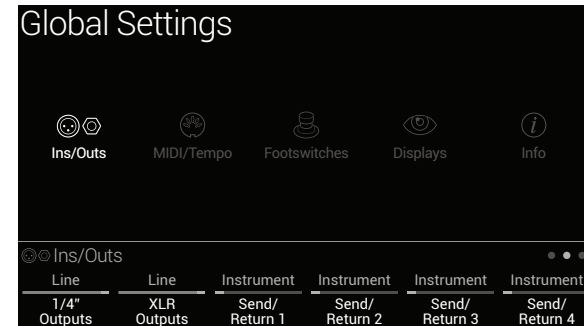 Global Settings
Ins/Outs MIDI/Tempo Footswitches Displays Info
Ins/Outs
Line Line Instrument Instrument Instrument Instrument
1/4" XLR Send/ Send/ Send/ Send/
Outputs Outputs Return 1 Return 2 Return 3 Return 4